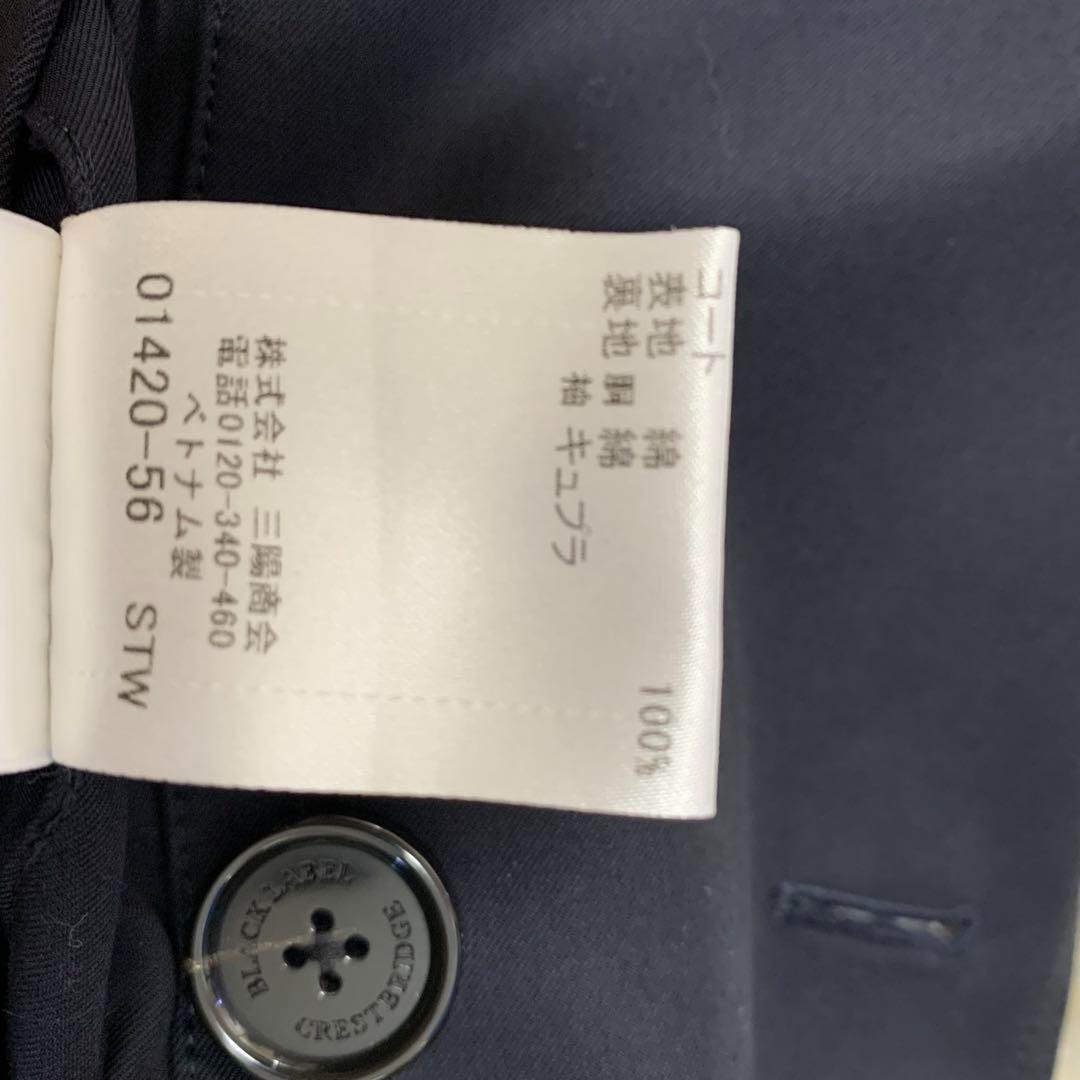 コート
表地 綿 100%
裏地 胴 綿
袖 キュプラ
株式会社 三陽商会
電話0120-340-460
ベトナム製
01420-56 STW
BLACK LABEL
CRESTBRIDGE